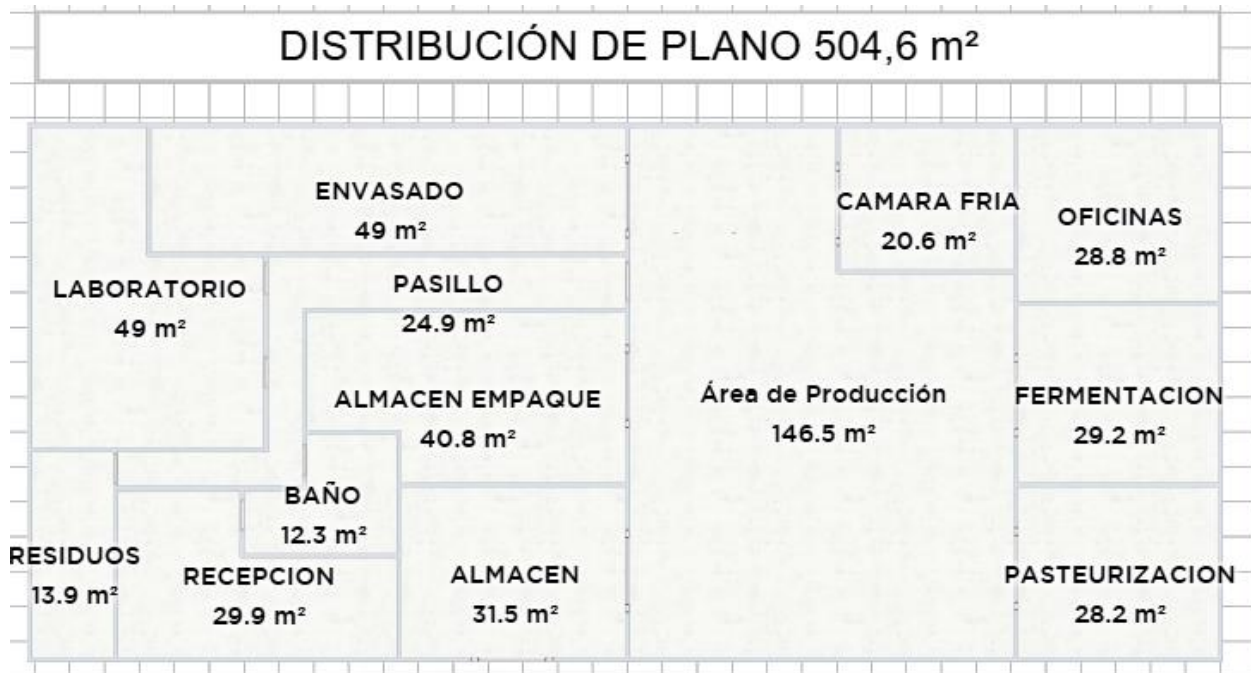 DISTRIBUCIÓN DE PLANO 504,6 m²
ENVASADO
49 m²
CAMARA FRIA
20.6 m²
OFICINAS
28.8 m²
LABORATORIO
49 m²
PASILLO
24.9 m²
ALMACEN EMPAQUE
40.8 m²
Área de Producción
146.5 m²
FERMENTACION
29.2 m²
BAÑO
12.3 m²
RESIDUOS
13.9 m²
RECEPCION
29.9 m²
ALMACEN
31.5 m²
PASTEURIZACION
28.2 m²